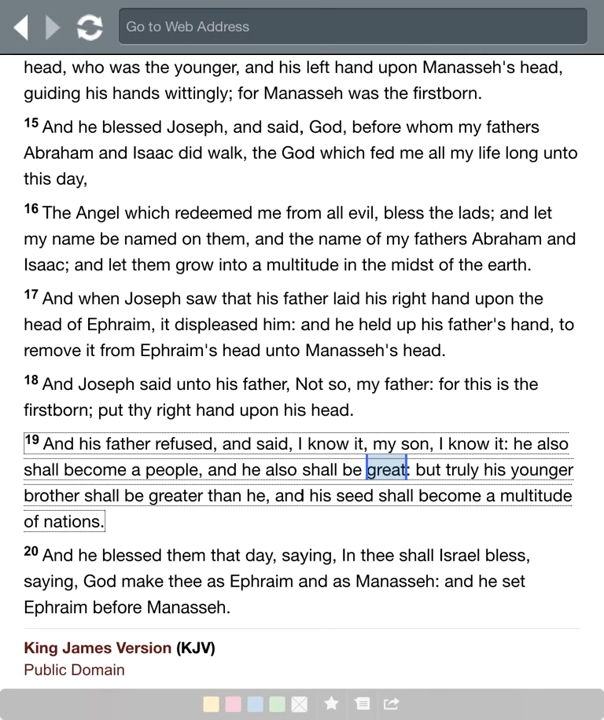 Go to Web Address
head, who was the younger, and his left hand upon Manasseh's head,
guiding his hands wittingly; for Manasseh was the firstborn.
15 And he blessed Joseph, and said, God, before whom my fathers
Abraham and Isaac did walk, the God which fed me all my life long unto
this day,
16 The Angel which redeemed me from all evil, bless the lads; and let
my name be named on them, and the name of my fathers Abraham and
Isaac; and let them grow into a multitude in the midst of the earth.
17 And when Joseph saw that his father laid his right hand upon the
head of Ephraim, it displeased him: and he held up his father's hand, to
remove it from Ephraim's head unto Manasseh's head.
18 And Joseph said unto his father, Not so, my father: for this is the
firstborn; put thy right hand upon his head.
19 And his father refused, and said, I know it, my son, I know it: he also
shall become a people, and he also shall be great: but truly his younger
brother shall be greater than he, and his seed shall become a multitude
of nations.
20 And he blessed them that day, saying, In thee shall Israel bless,
saying, God make thee as Ephraim and as Manasseh: and he set
Ephraim before Manasseh.
King James Version (KJV)
Public Domain